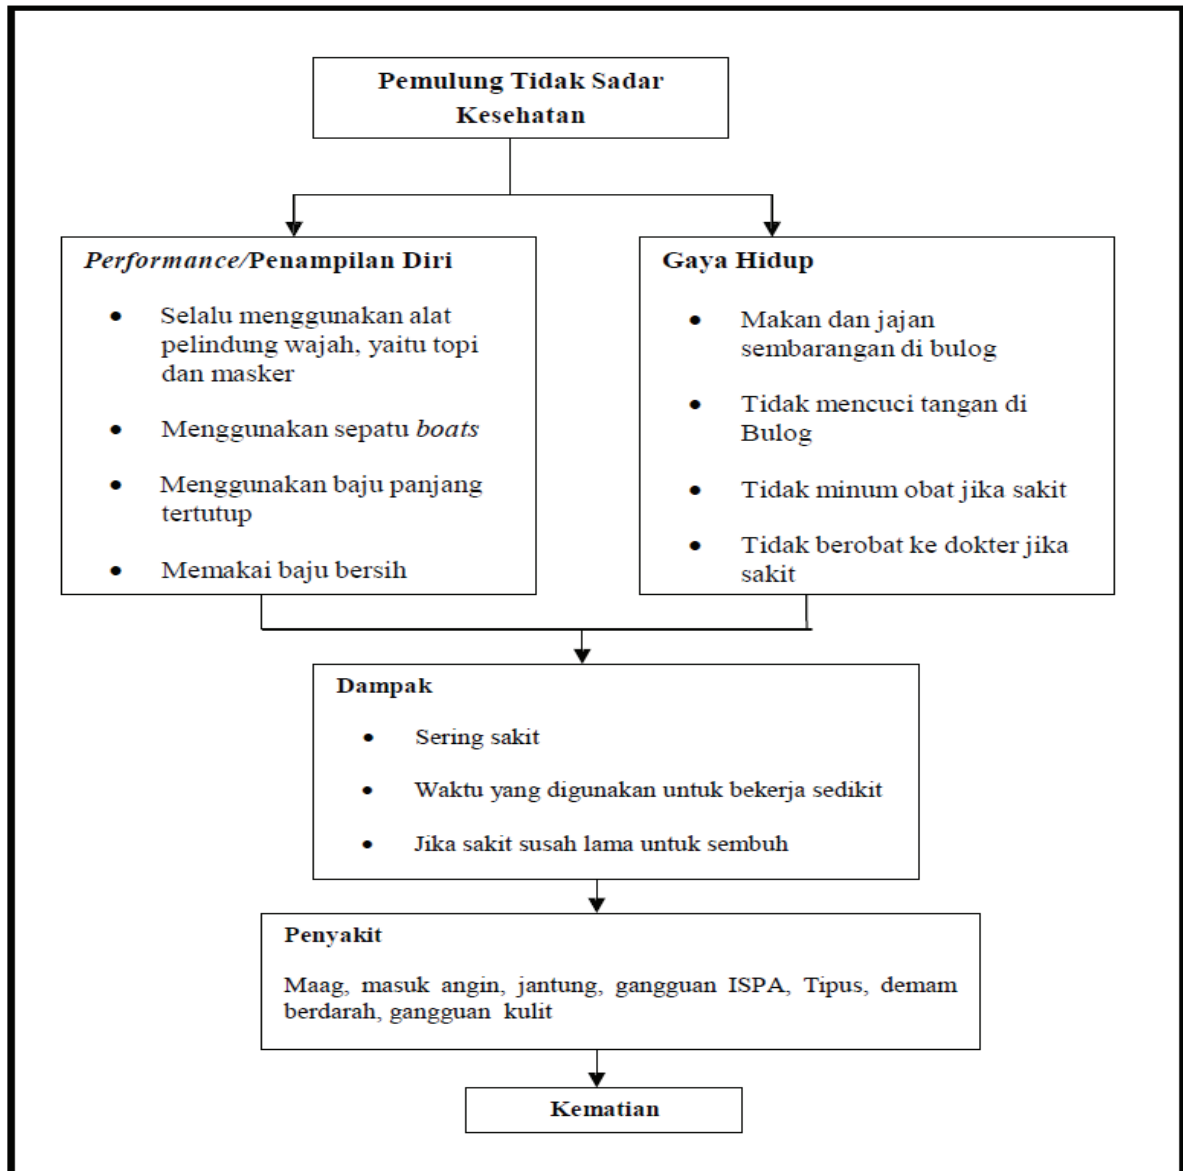 Pemulung Tidak Sadar
Kesehatan
Performance/Penampilan Diri
• Selalu menggunakan alat
pelindung wajah, yaitu topi
dan masker
• Menggunakan sepatu boats
• Menggunakan baju panjang
tertutup
• Memakai baju bersih
Gaya Hidup
• Makan dan jajan
sembarangan di bulog
• Tidak mencuci tangan di
Bulog
• Tidak minum obat jika sakit
• Tidak berobat ke dokter jika
sakit
Dampak
• Sering sakit
• Waktu yang digunakan untuk bekerja sedikit
• Jika sakit susah lama untuk sembuh
Penyakit
Maag, masuk angin, jantung, gangguan ISPA, Tipus, demam
berdarah, gangguan kulit
Kematian